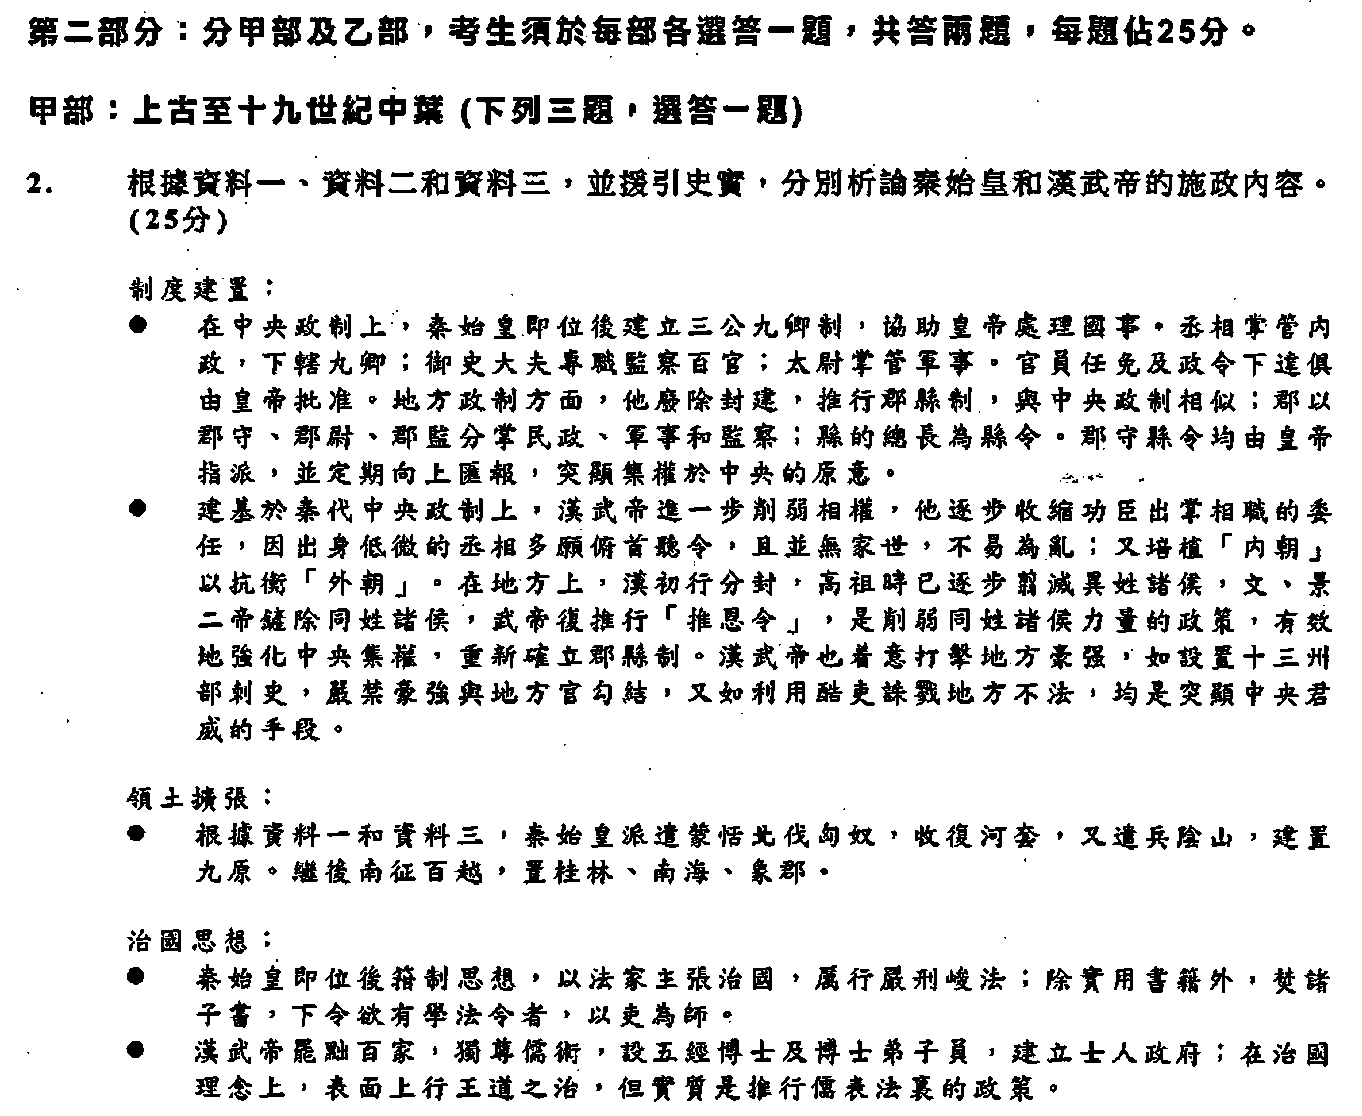 第二部分：分甲部及乙部，考生須於每部各選答一題，共答兩題，每題佔25分。
甲部：上古至十九世紀中葉 (下列三題，選答一題)
2. 根據資料一、資料二和資料三，並援引史實，分別析論秦始皇和漢武帝的施政內容。
(25分)
制度建置：
● 在中央政制上，秦始皇即位後建立三公九卿制，協助皇帝處理國事。丞相掌管內
政，下轄九卿；御史大夫專職監察百官；太尉掌管軍事。官員任免及政令下達俱
由皇帝批准。地方政制方面，他廢除封建，推行郡縣制，與中央政制相似；郡以
郡守、郡尉、郡監分掌民政、軍事和監察；縣的總長為縣令。郡守縣令均由皇帝
指派，並定期向上匯報，突顯集權於中央的原意。
● 建基於秦代中央政制上，漢武帝進一步削弱相權，他逐步收縮功臣出掌相職的委
任，因出身低微的丞相多願俯首聽令，且並無家世，不易為亂；又培植「內朝」
以抗衡「外朝」。在地方上，漢初行分封，高祖時已逐步翦滅異姓諸侯，文、景
二帝鏟除同姓諸侯，武帝復推行「推恩令」，是削弱同姓諸侯力量的政策，有效
地強化中央集權，重新確立郡縣制。漢武帝也着意打擊地方豪強，如設置十三州
部刺史，嚴禁豪強與地方官勾結，又如利用酷吏誅戮地方不法，均是突顯中央君
威的手段。
領土擴張：
● 根據資料一和資料三，秦始皇派遣蒙恬北伐匈奴，收復河套，又遣兵陰山，建置
九原。繼後南征百越，置桂林、南海、象郡。
治國思想：
● 秦始皇即位後箝制思想，以法家主張治國，厲行嚴刑峻法；除實用書籍外，焚諸
子書，下令欲有學法令者，以吏為師。
● 漢武帝罷黜百家，獨尊儒術，設五經博士及博士弟子員，建立士人政府；在治國
理念上，表面上行王道之治，但實質是推行儒表法裏的政策。